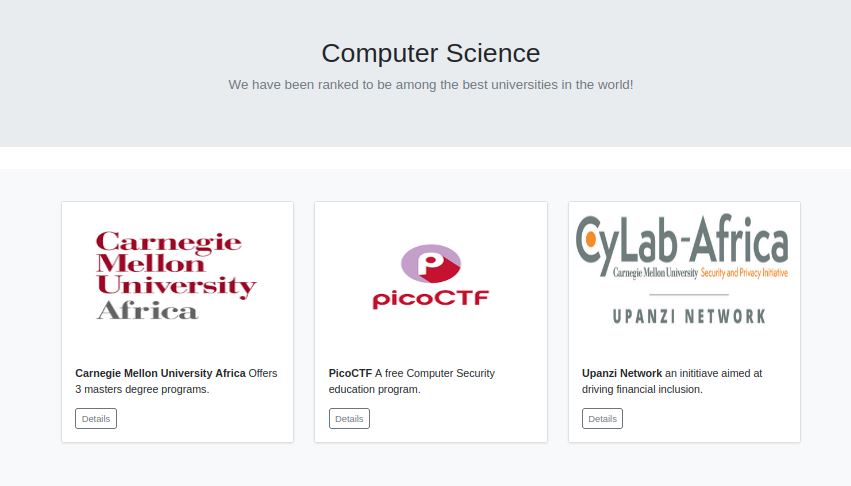 Computer Science
We have been ranked to be among the best universities in the world!
Carnegie
Mellon
University
Africa
Carnegie Mellon University Africa Offers
3 masters degree programs.
Details
picoCTF
PicoCTF A free Computer Security
education program.
Details
CyLab-Africa
Carnegie Mellon University Security and Privacy Initiative
UPANZI NETWORK
Upanzi Network an inititiave aimed at
driving financial inclusion.
Details